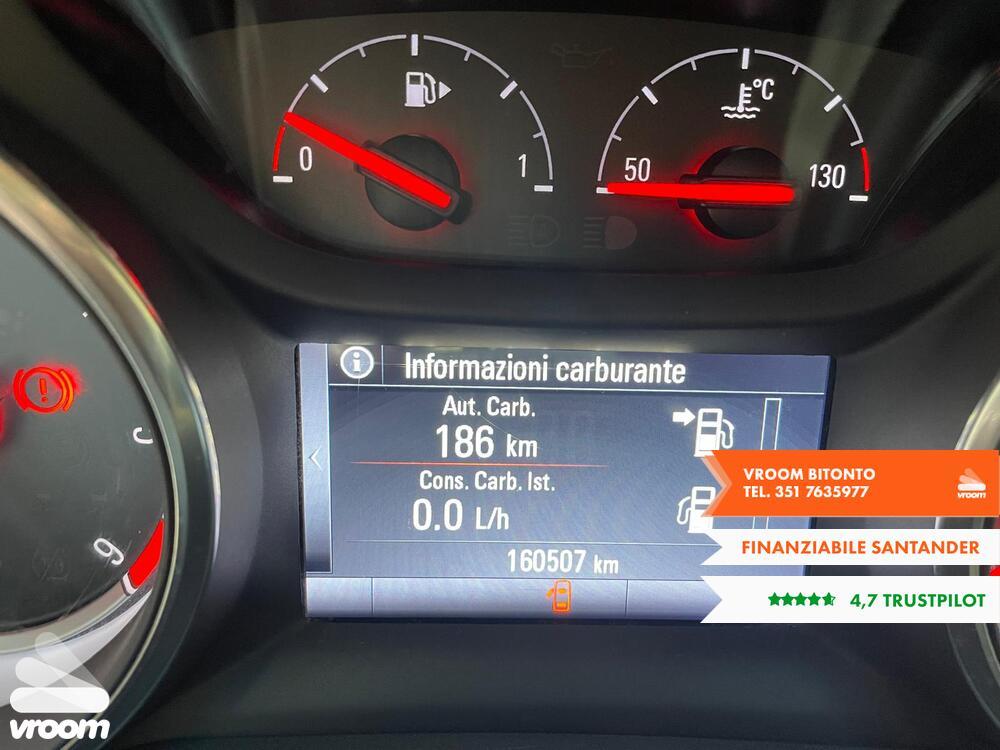 °C
0
1
50
130
Informazioni carburante
Aut. Carb.
186 km
Cons. Carb. Ist.
0.0 L/h
160507 km
6
VROOM BITONTO
TEL. 351 7635977
vroom
FINANZIABILE SANTANDER
4,7 TRUSTPILOT
vroom